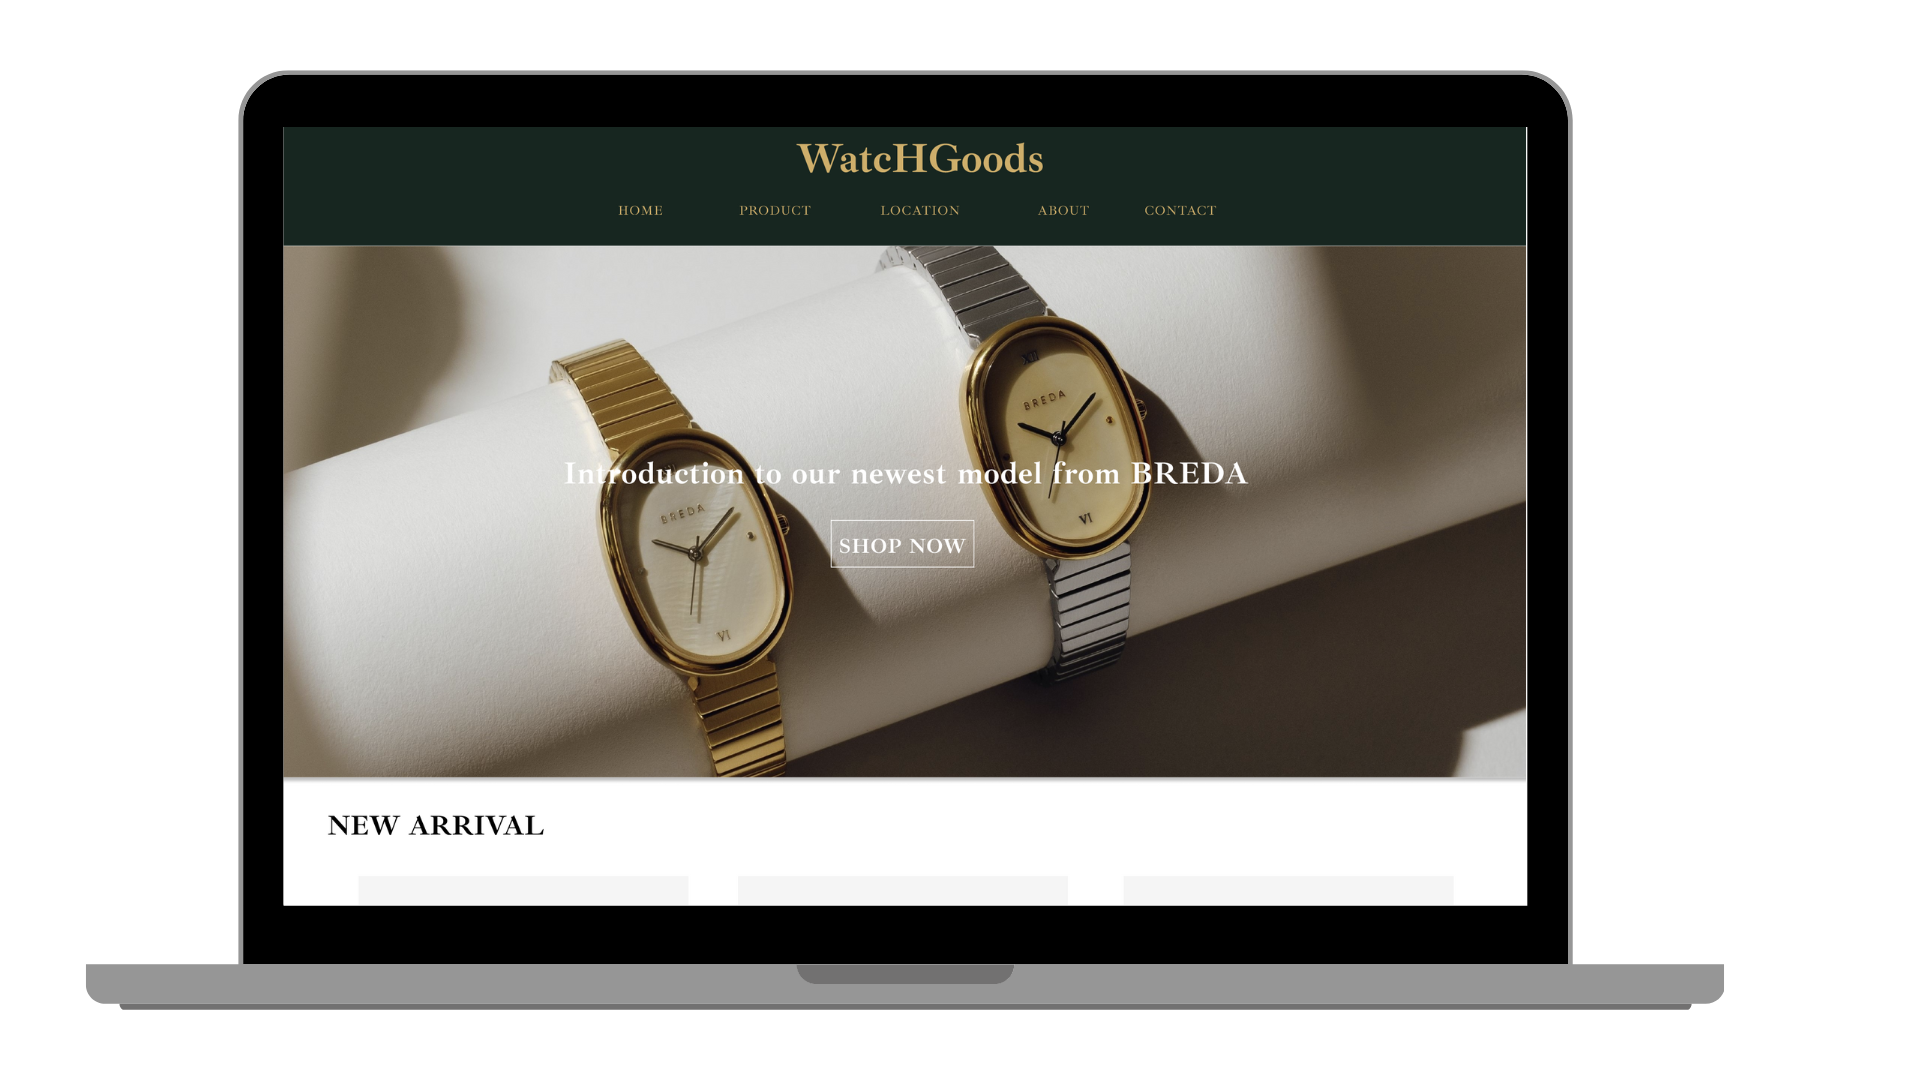 WatcHGoods
HOME PRODUCT LOCATION ABOUT CONTACT
XII
BREDA
Introduction to our newest model from BREDA
BREDA
VI
SHOP NOW
VI
NEW ARRIVAL